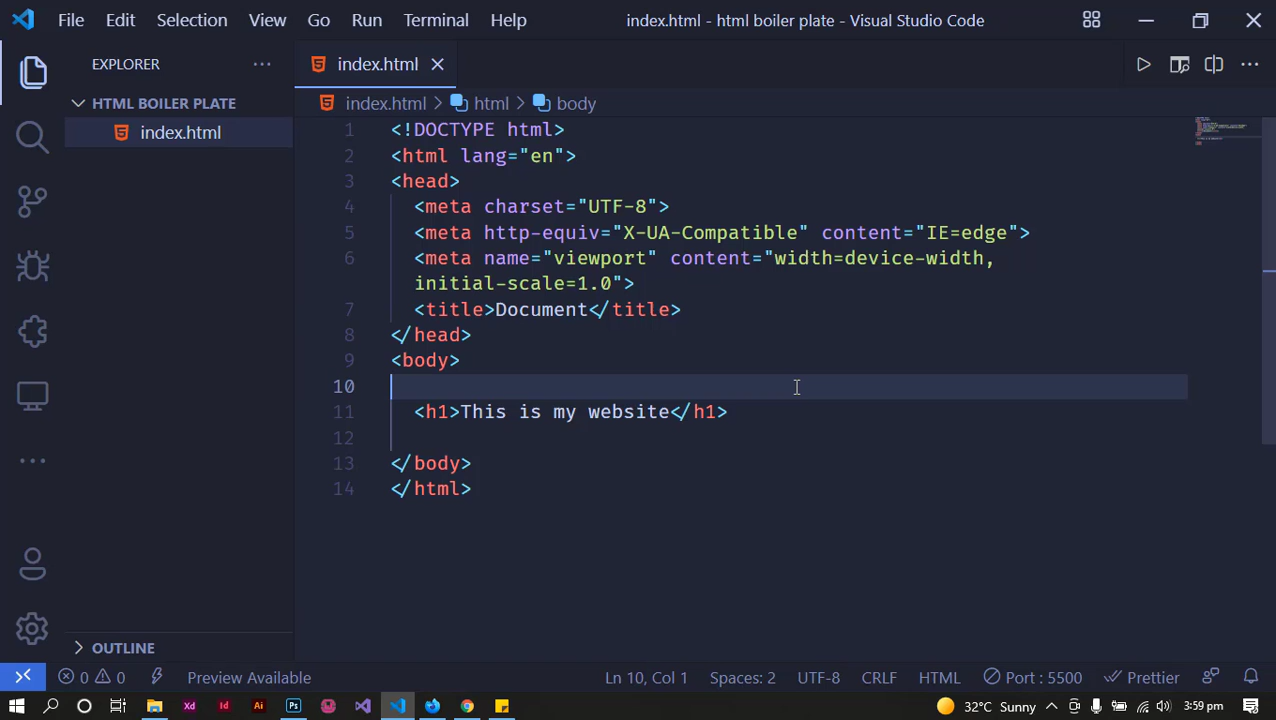 File Edit Selection View Go Run Terminal Help index.html - html boiler plate - Visual Studio Code
EXPLORER
index.html
HTML BOILER PLATE
index.html
index.html > html > body
1 <!DOCTYPE html>
2 <html lang="en">
3 <head>
4 <meta charset="UTF-8">
5 <meta http-equiv="X-UA-Compatible" content="IE=edge">
6 <meta name="viewport" content="width=device-width,
initial-scale=1.0">
7 <title>Document</title>
8 </head>
9 <body>
10
11 <h1>This is my website</h1>
12
13 </body>
14 </html>
OUTLINE
0 0 Preview Available Ln 10, Col 1 Spaces: 2 UTF-8 CRLF HTML Port : 5500 Prettier
Xd Id Ai Ps 32°C Sunny 3:59 pm